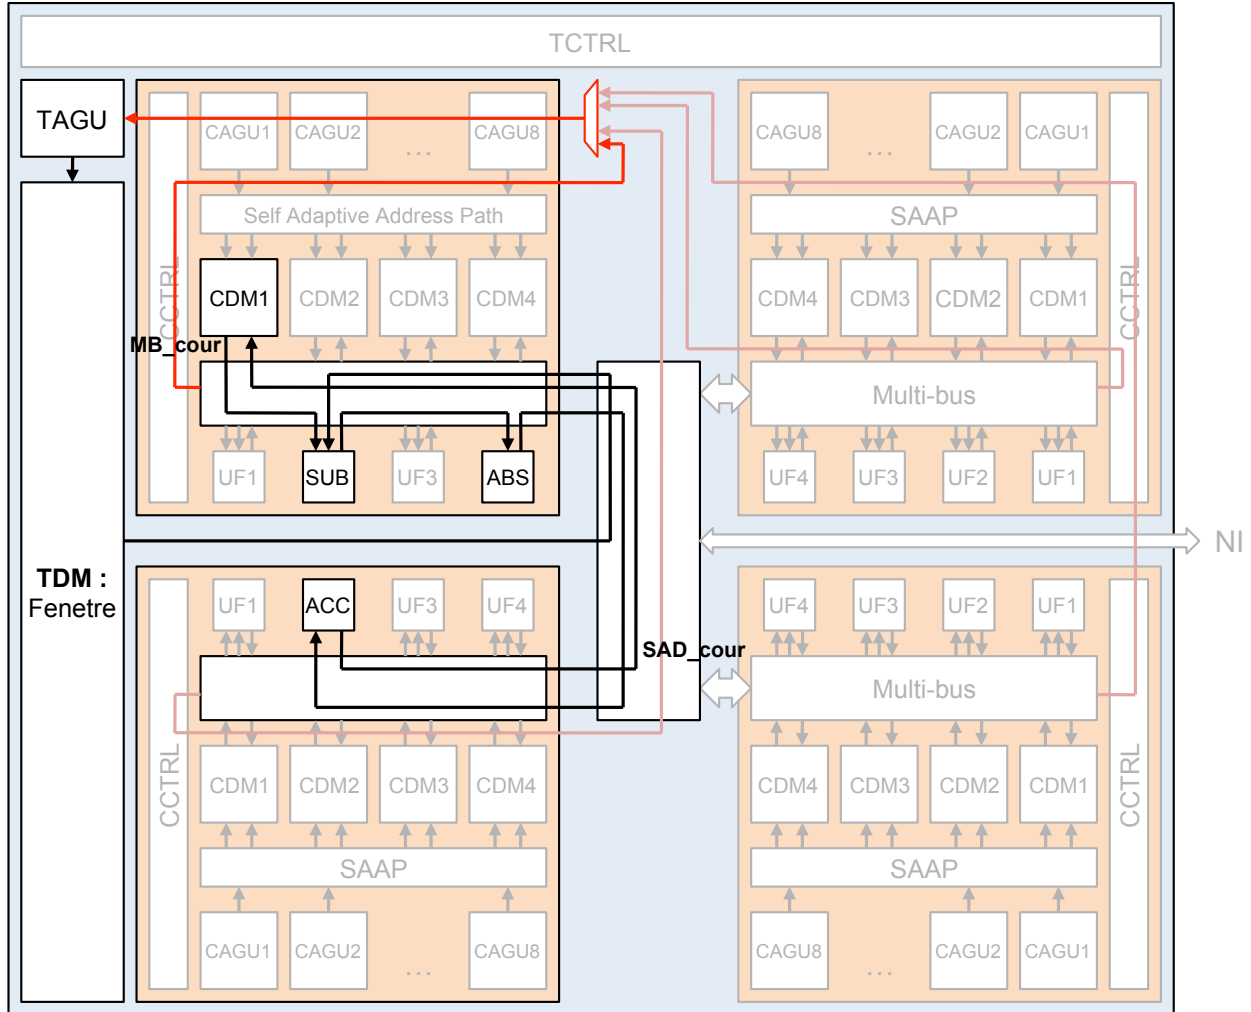 TCTRL
TAGU
CAGU1 CAGU2 ... CAGU8
CAGU8 ... CAGU2 CAGU1
Self Adaptive Address Path
SAAP
CCTRL
CCTRL
CDM1 CDM2 CDM3 CDM4
CDM4 CDM3 CDM2 CDM1
MB_cour
Multi-bus
UF1 SUB UF3 ABS
UF4 UF3 UF2 UF1
NI
TDM :
Fenetre
UF1 ACC UF3 UF4
UF4 UF3 UF2 UF1
SAD_cour
Multi-bus
CCTRL
CCTRL
CDM1 CDM2 CDM3 CDM4
CDM4 CDM3 CDM2 CDM1
SAAP
SAAP
CAGU1 CAGU2 ... CAGU8
CAGU8 ... CAGU2 CAGU1